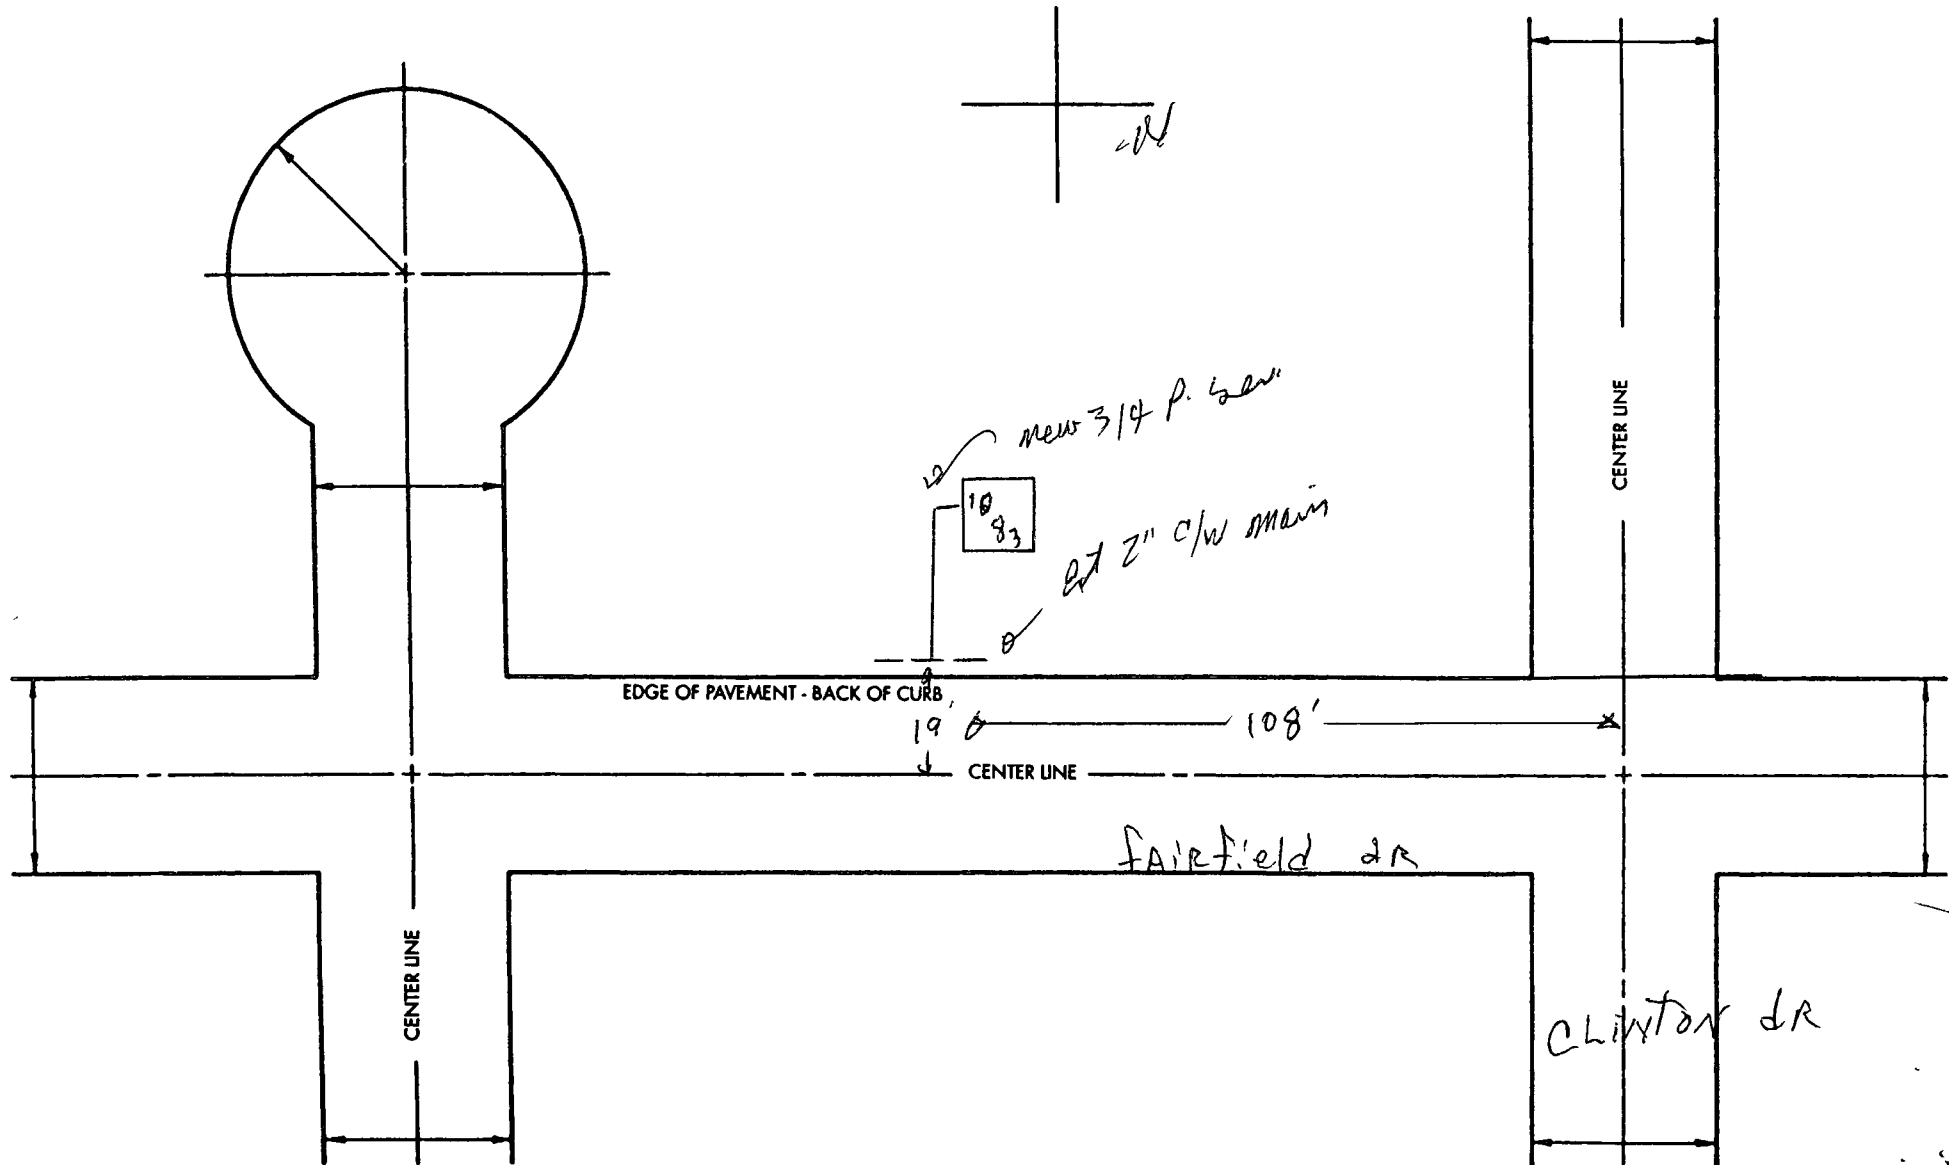 N
CENTER LINE
new 3/4 P. Serv
10
83
Ext 2" C/W Main
EDGE OF PAVEMENT - BACK OF CURB
19'
108'
CENTER LINE
fAiRfield dR
CENTER LINE
CLiNToN dR